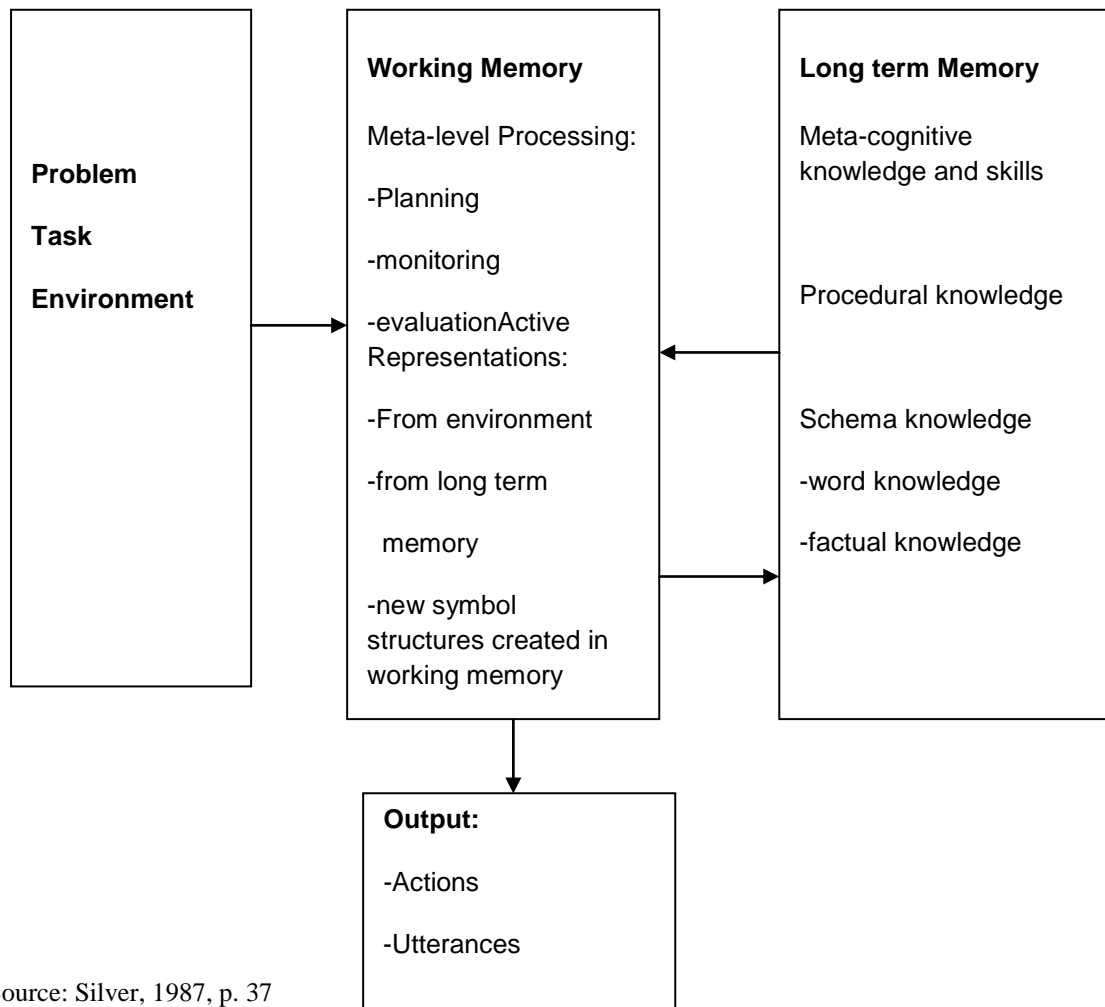 Problem
Task
Environment
Working Memory
Meta-level Processing:
-Planning
-monitoring
-evaluationActive
Representations:
-From environment
-from long term
memory
-new symbol
structures created in
working memory
Long term Memory
Meta-cognitive
knowledge and skills
Procedural knowledge
Schema knowledge
-word knowledge
-factual knowledge
Output:
-Actions
-Utterances
ource: Silver, 1987, p. 37